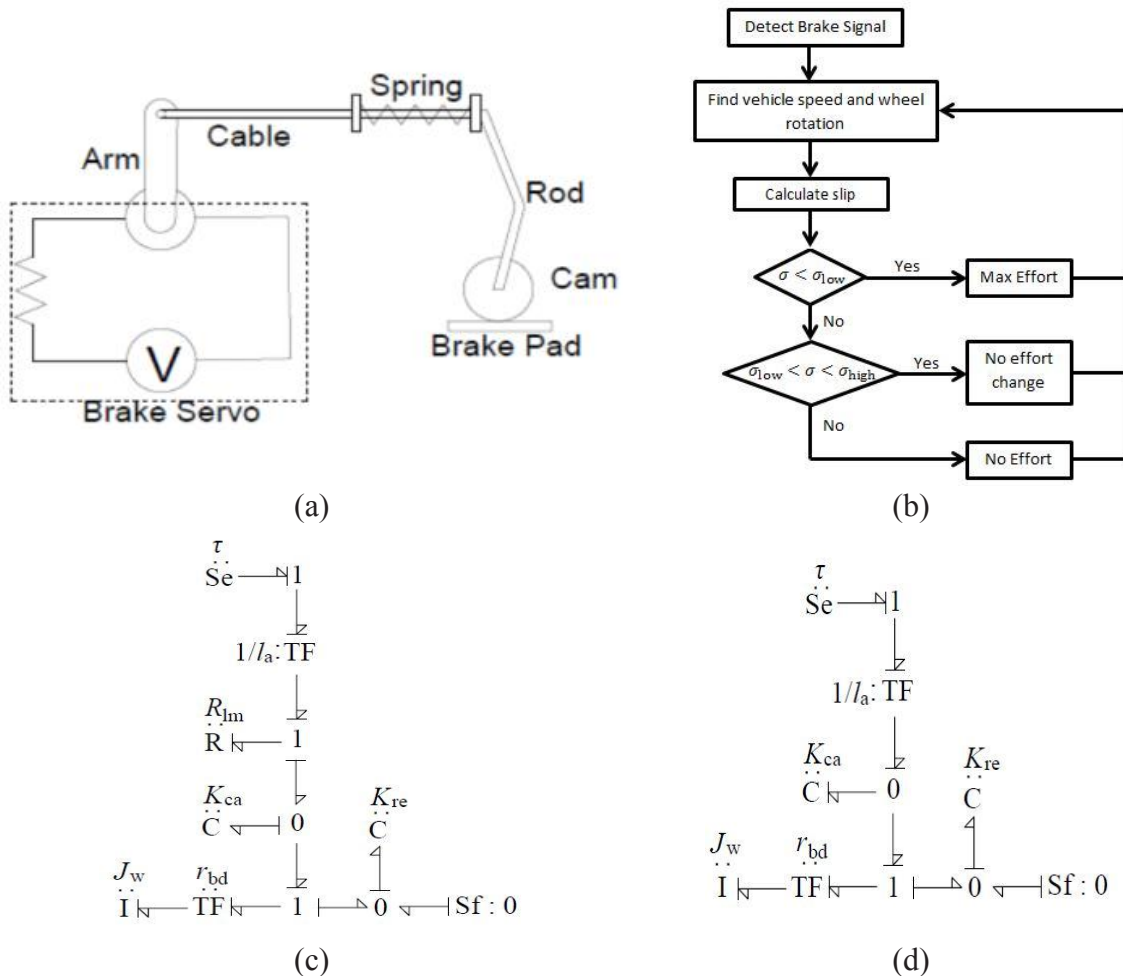 Spring
Cable
Arm
Rod
Cam
V
Brake Pad
Brake Servo
(a)
Detect Brake Signal
Find vehicle speed and wheel
rotation
Calculate slip
σ < σlow
Yes
Max Effort
No
σlow < σ < σhigh
Yes
No effort
change
No
No Effort
(b)
τ
Se 1
1/la: TF
Rlm
R 1
Kca Kre
C 0 C
Jw rbd
I TF 1 0 Sf : 0
(c)
τ
Se 1
1/la: TF
Kca Kre
C 0 C
Jw rbd
I TF 1 0 Sf : 0
(d)